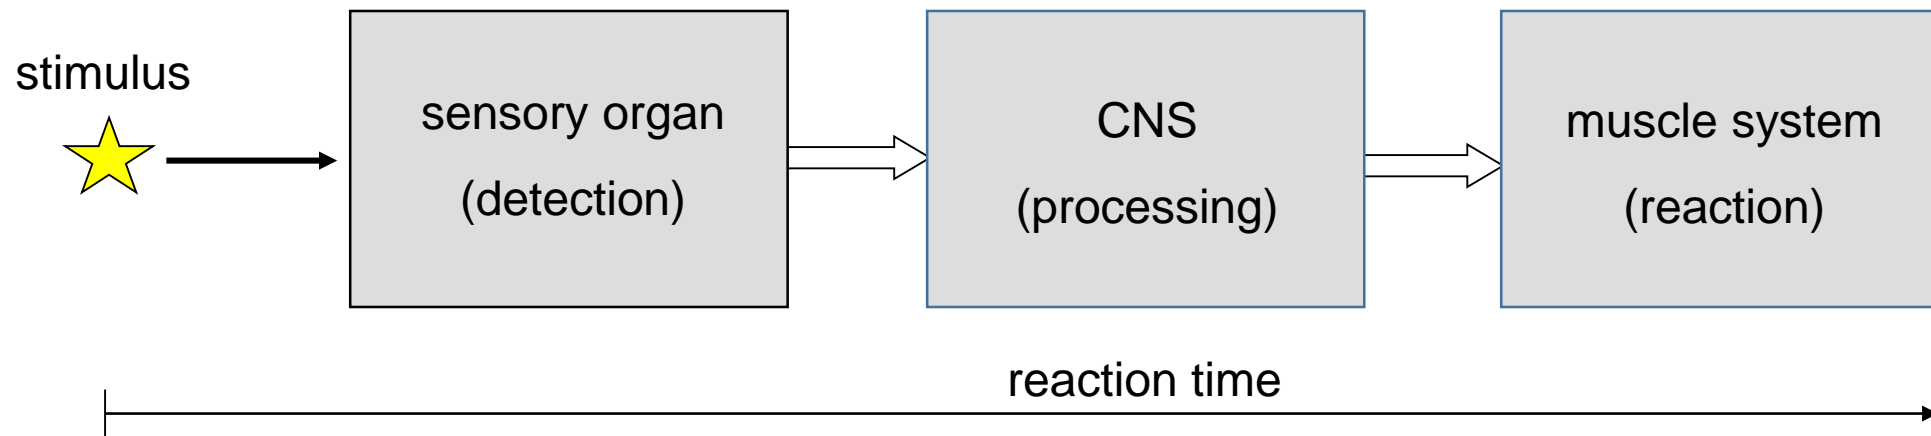 stimulus
sensory organ
(detection)
CNS
(processing)
muscle system
(reaction)
reaction time